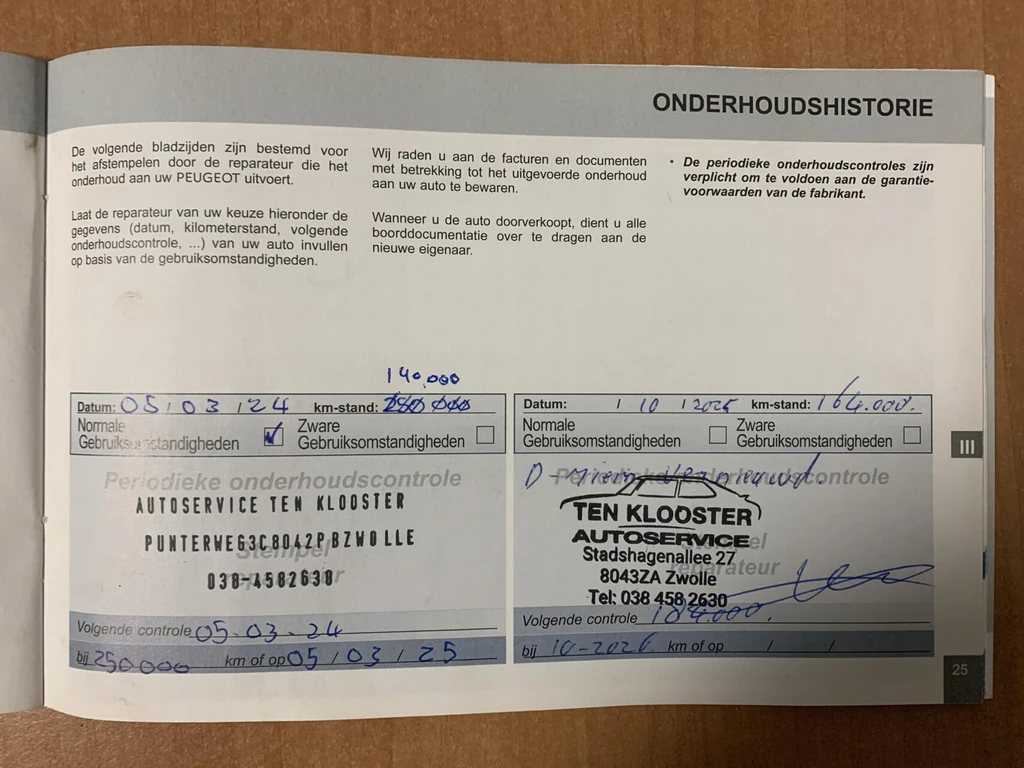 ONDERHOUDSHISTORIE
De volgende bladzijden zijn bestemd voor
het afstempelen door de reparateur die het
onderhoud aan uw PEUGEOT uitvoert.
Laat de reparateur van uw keuze hieronder de
gegevens (datum, kilometerstand, volgende
onderhoudscontrole, ...) van uw auto invullen
op basis van de gebruiksomstandigheden.
Wij raden u aan de facturen en documenten
met betrekking tot het uitgevoerde onderhoud
aan uw auto te bewaren.
Wanneer u de auto doorverkoopt, dient u alle
boorddocumentatie over te dragen aan de
nieuwe eigenaar.
• De periodieke onderhoudscontroles zijn
verplicht om te voldoen aan de garantie-
voorwaarden van de fabrikant.
140,000
Datum: 05 / 03 / 24 km-stand:
Normale
Gebruiksomstandigheden
Zware
Gebruiksomstandigheden
Periodieke onderhoudscontrole
AUTOSERVICE TEN KLOOSTER
PUNTERWEG3C8042PBZWOLLE
Stempel
038-4582630
Volgende controle 05-03-24
bij 250000 km of op 05 / 03 / 25
Datum: / 10 / 2025 km-stand: 164.000.
Normale
Gebruiksomstandigheden
Zware
Gebruiksomstandigheden
Periodieke onderhoudscontrole
TEN KLOOSTER
AUTOSERVICE
Stempel
Stadshagenallee 27
reparateur
8043ZA Zwolle
Tel: 038 458 2630
Volgende controle 184.000.
bij 10-2026. km of op / /
III
25